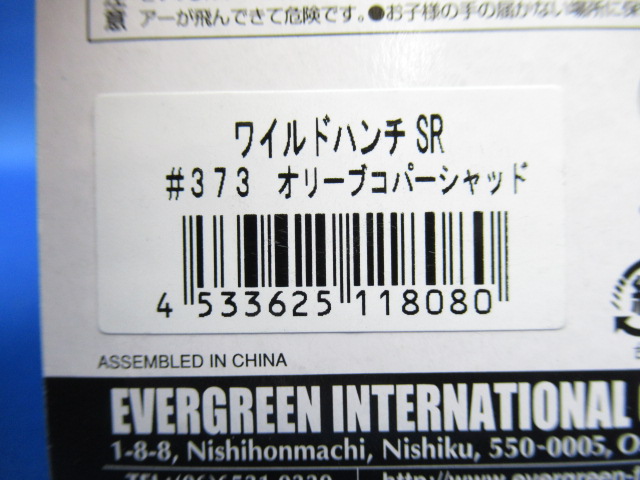 意 アーが飛んできて危険です。●お子様の手の届かない場所に保
ワイルドハンチ SR
#373 オリーブコパーシャッド
4 533625 118080
ASSEMBLED IN CHINA
EVERGREEN INTERNATIONAL
1-8-8, Nishihonmachi, Nishiku, 550-0005, O